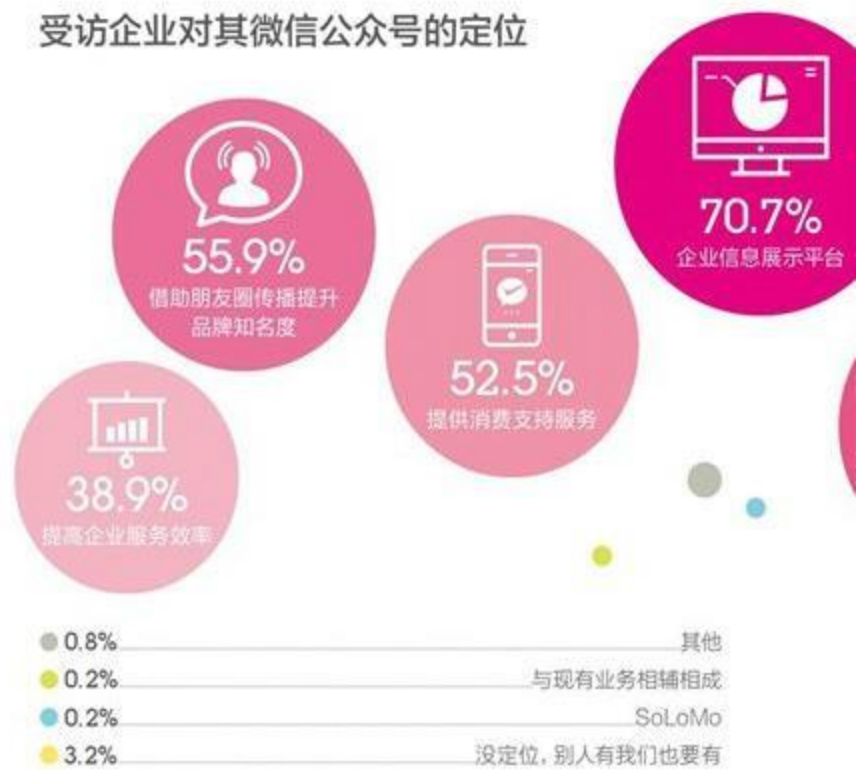 受访企业对其微信公众号的定位
70.7%
企业信息展示平台
55.9%
借助朋友圈传播提升
品牌知名度
52.5%
提供消费支持服务
38.9%
提高企业服务效率
0.8% 其他
0.2% 与现有业务相辅相成
0.2% SoLoMo
3.2% 没定位,别人有我们也要有